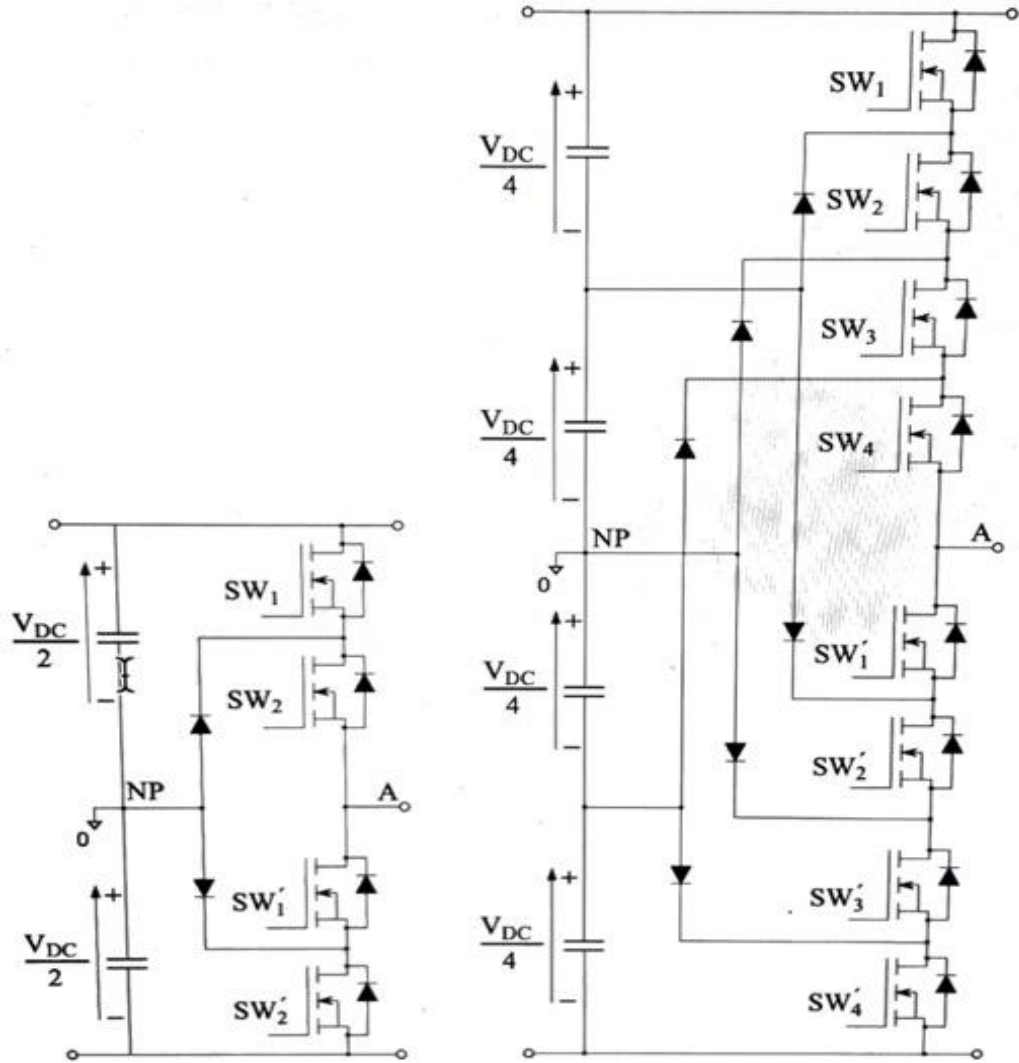 V_DC
2
+
−
SW₁
SW₂
NP
0
A
V_DC
2
+
−
SW₁′
SW₂′
V_DC
4
+
−
SW₁
SW₂
V_DC
4
+
−
SW₃
SW₄
NP
0
A
V_DC
4
+
−
SW₁′
SW₂′
V_DC
4
+
−
SW₃′
SW₄′